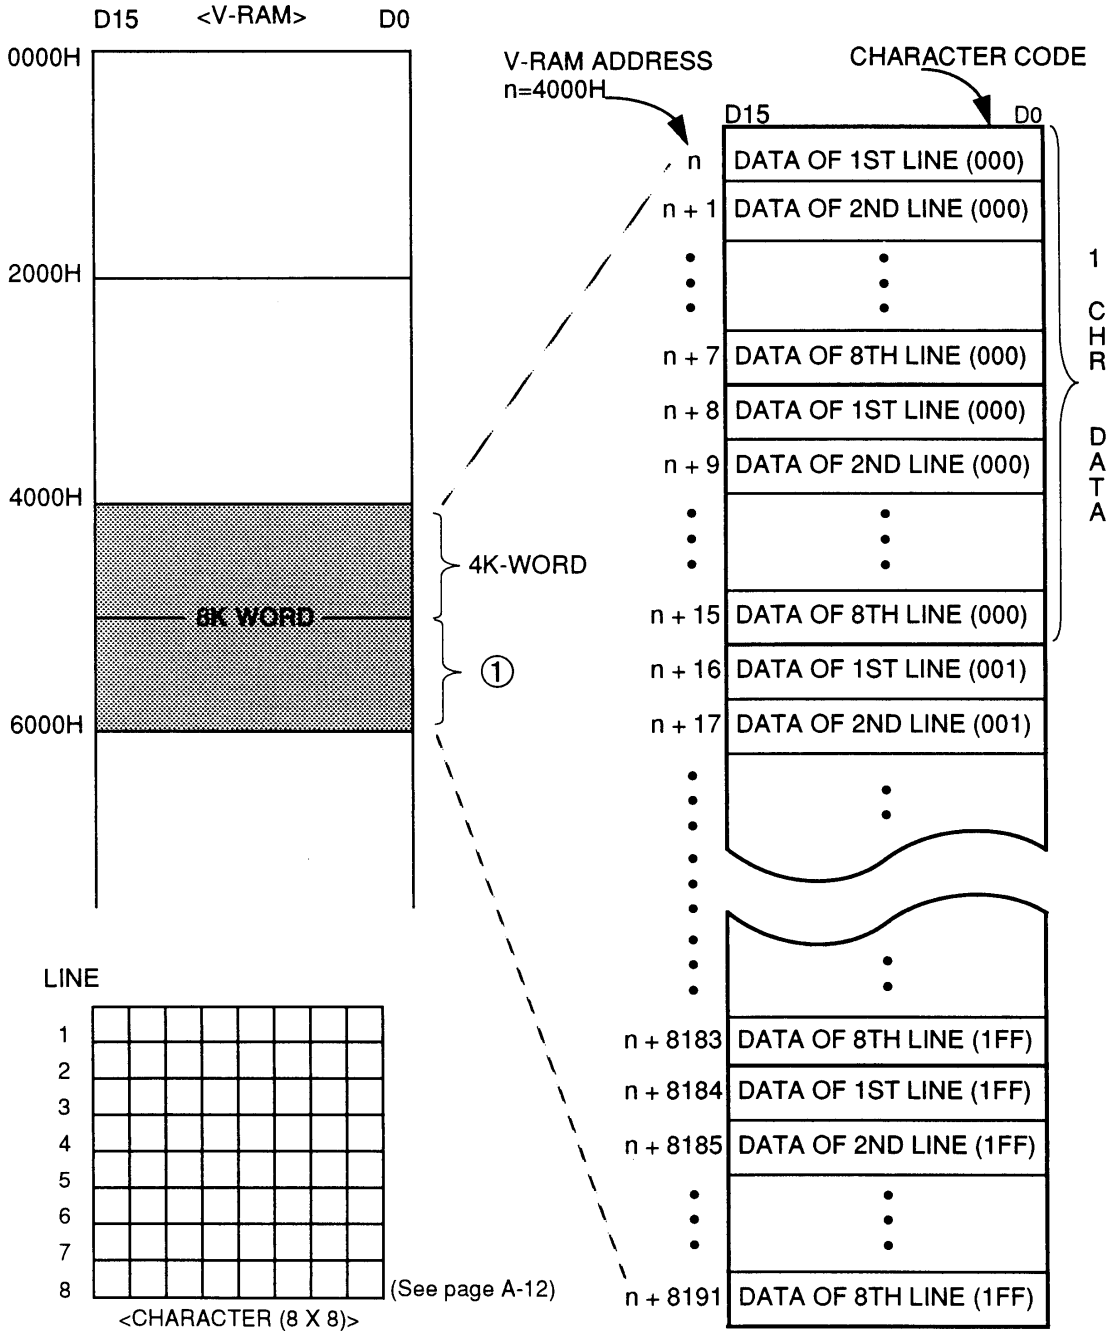 D15 <V-RAM> D0
0000H
2000H
4000H
6000H
8K WORD
4K-WORD
①
V-RAM ADDRESS
n=4000H
CHARACTER CODE
D15 D0
n DATA OF 1ST LINE (000)
n + 1 DATA OF 2ND LINE (000)
n + 7 DATA OF 8TH LINE (000)
n + 8 DATA OF 1ST LINE (000)
n + 9 DATA OF 2ND LINE (000)
n + 15 DATA OF 8TH LINE (000)
n + 16 DATA OF 1ST LINE (001)
n + 17 DATA OF 2ND LINE (001)
n + 8183 DATA OF 8TH LINE (1FF)
n + 8184 DATA OF 1ST LINE (1FF)
n + 8185 DATA OF 2ND LINE (1FF)
n + 8191 DATA OF 8TH LINE (1FF)
1 CHR DATA
LINE
1
2
3
4
5
6
7
8
(See page A-12)
<CHARACTER (8 X 8)>